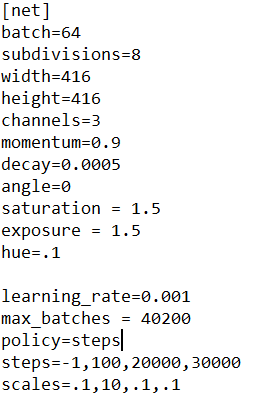 [net]
batch=64
subdivisions=8
width=416
height=416
channels=3
momentum=0.9
decay=0.0005
angle=0
saturation = 1.5
exposure = 1.5
hue=.1

learning_rate=0.001
max_batches = 40200
policy=steps
steps=-1,100,20000,30000
scales=.1,10,.1,.1